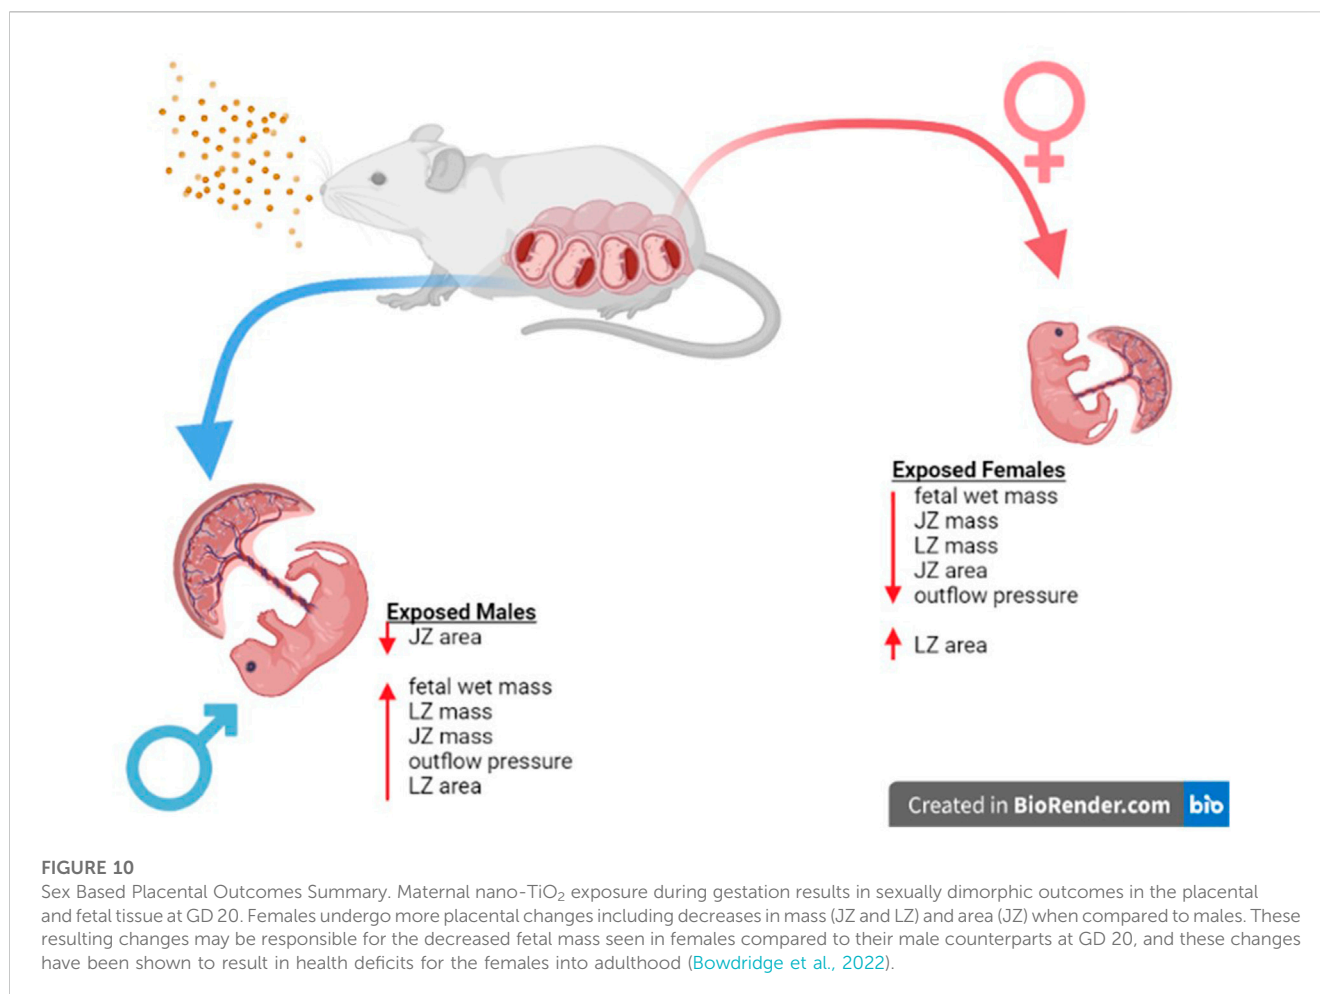 Exposed Females
fetal wet mass
JZ mass
LZ mass
JZ area
outflow pressure
LZ area
Exposed Males
JZ area
fetal wet mass
LZ mass
JZ mass
outflow pressure
LZ area
Created in BioRender.com bio
FIGURE 10
Sex Based Placental Outcomes Summary. Maternal nano-TiO₂ exposure during gestation results in sexually dimorphic outcomes in the placental
and fetal tissue at GD 20. Females undergo more placental changes including decreases in mass (JZ and LZ) and area (JZ) when compared to males. These
resulting changes may be responsible for the decreased fetal mass seen in females compared to their male counterparts at GD 20, and these changes
have been shown to result in health deficits for the females into adulthood (Bowdridge et al., 2022).